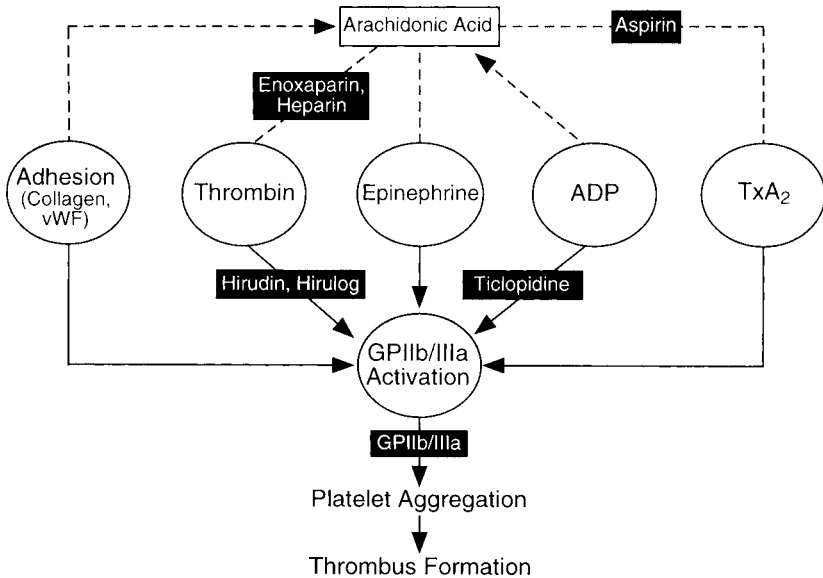 Arachidonic Acid
Aspirin
Enoxaparin,
Heparin
Adhesion
(Collagen,
vWF)
Thrombin
Epinephrine
ADP
TxA₂
Hirudin, Hirulog
Ticlopidine
GPIIb/IIIa
Activation
GPIIb/IIIa
Platelet Aggregation
Thrombus Formation